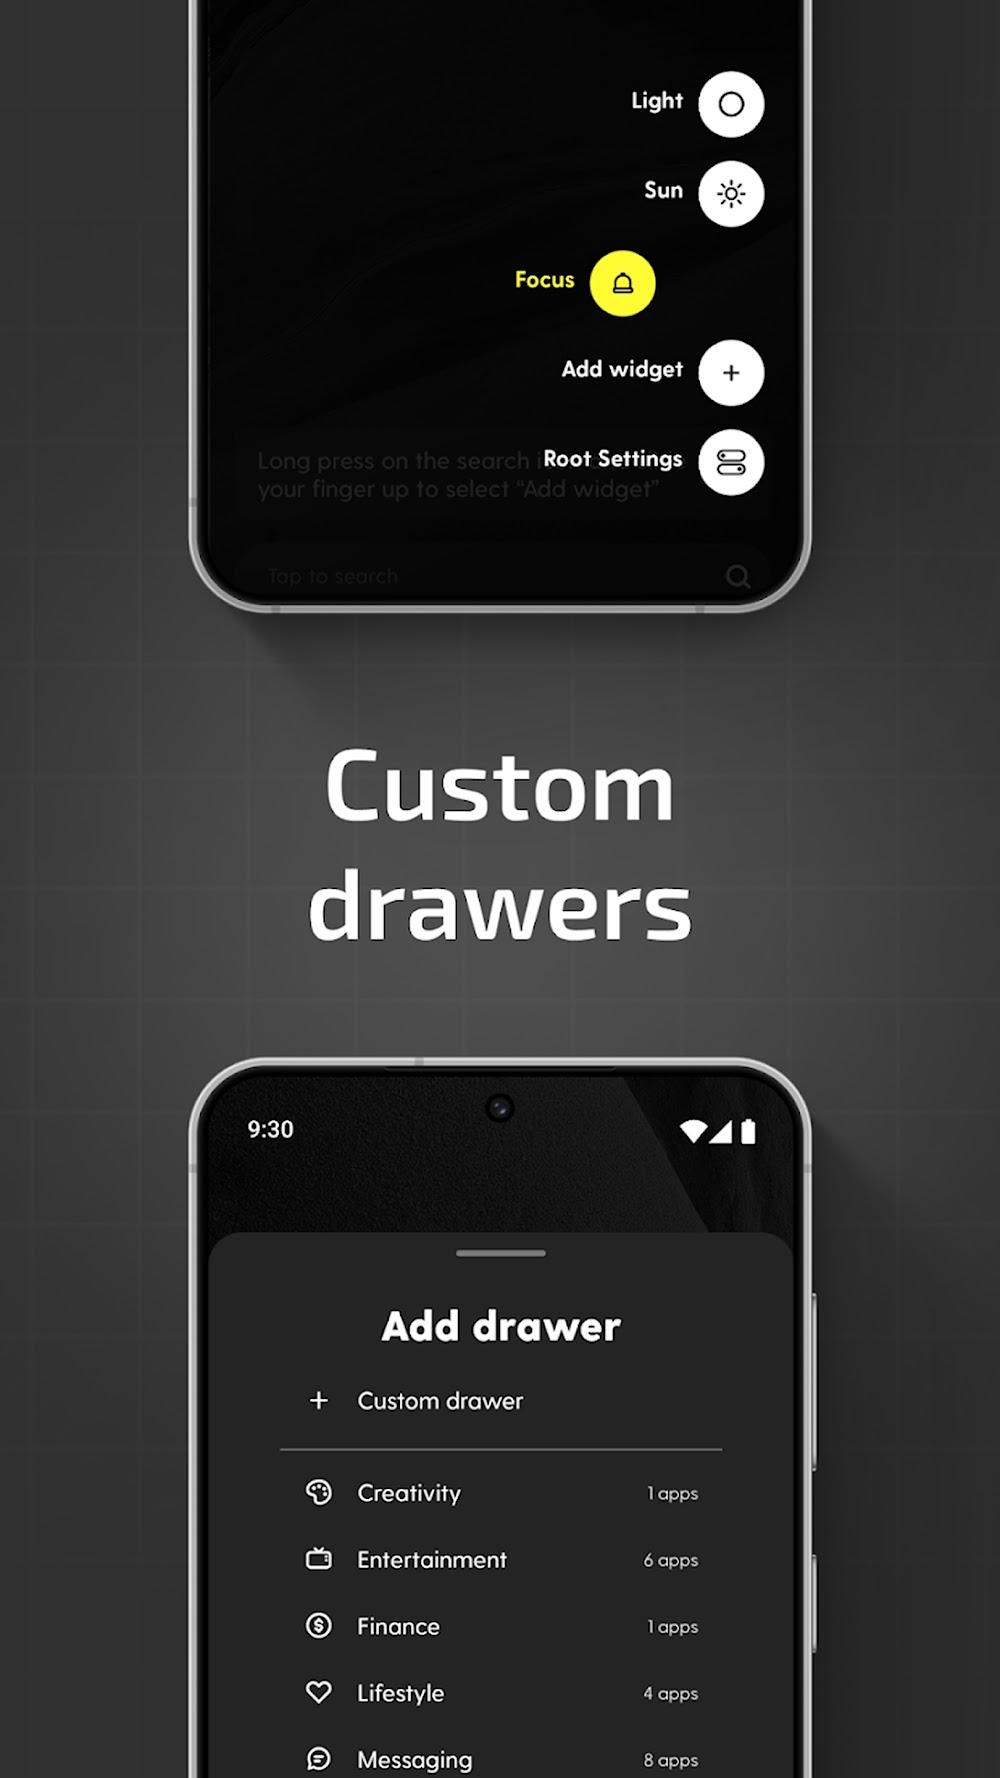 Light
Sun
Focus
Add widget
Long press on the search i
Root Settings
your finger up to select “Add widget”
Tap to search
Custom
drawers
9:30
Add drawer
Custom drawer
Creativity 1 apps
Entertainment 6 apps
Finance 1 apps
Lifestyle 4 apps
Messaging 8 apps